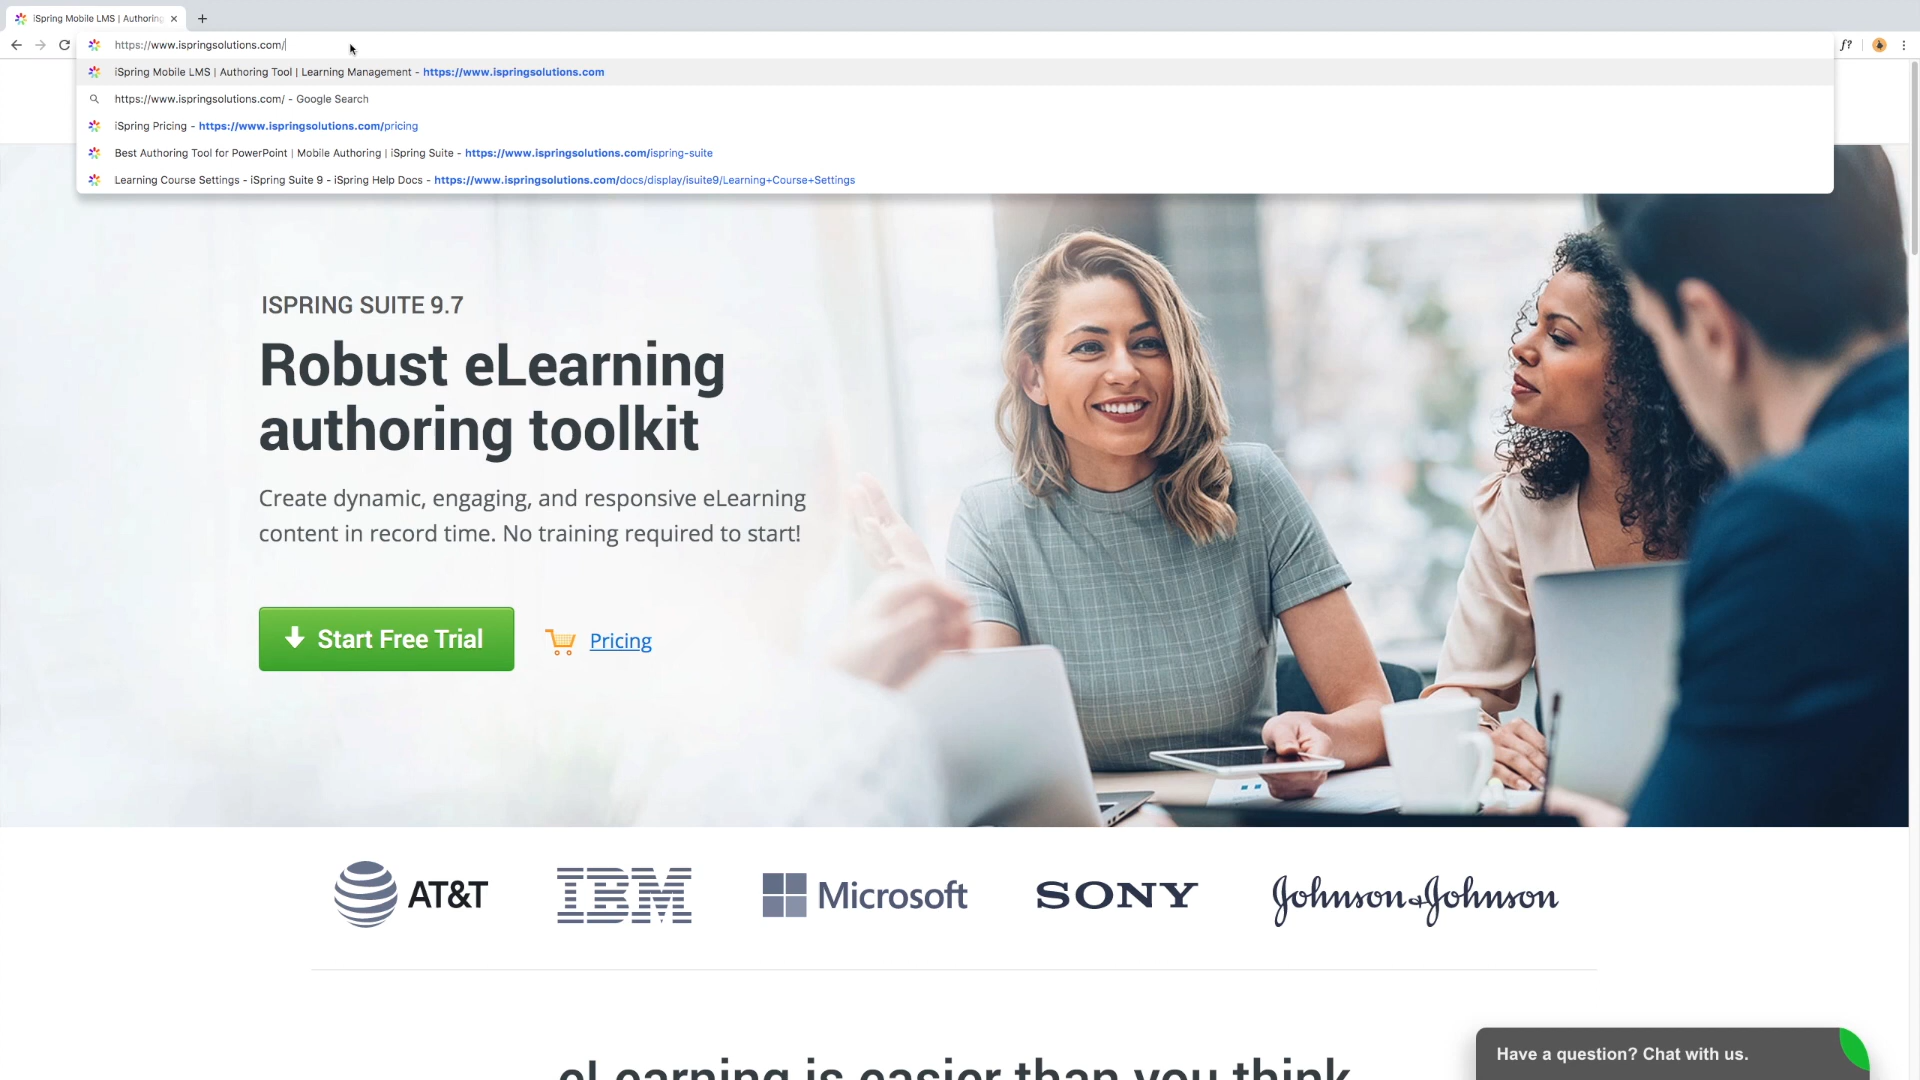 iSpring Mobile LMS | Authoring
https://www.ispringsolutions.com/
f?
iSpring Mobile LMS | Authoring Tool | Learning Management - https://www.ispringsolutions.com
https://www.ispringsolutions.com/ - Google Search
iSpring Pricing - https://www.ispringsolutions.com/pricing
Best Authoring Tool for PowerPoint | Mobile Authoring | iSpring Suite - https://www.ispringsolutions.com/ispring-suite
Learning Course Settings - iSpring Suite 9 - iSpring Help Docs - https://www.ispringsolutions.com/docs/display/isuite9/Learning+Course+Settings
ISPRING SUITE 9.7
Robust eLearning
authoring toolkit
Create dynamic, engaging, and responsive eLearning
content in record time. No training required to start!
Start Free Trial
Pricing
AT&T
IBM
Microsoft
SONY
Johnson & Johnson
eLearning is easier than you think
Have a question? Chat with us.